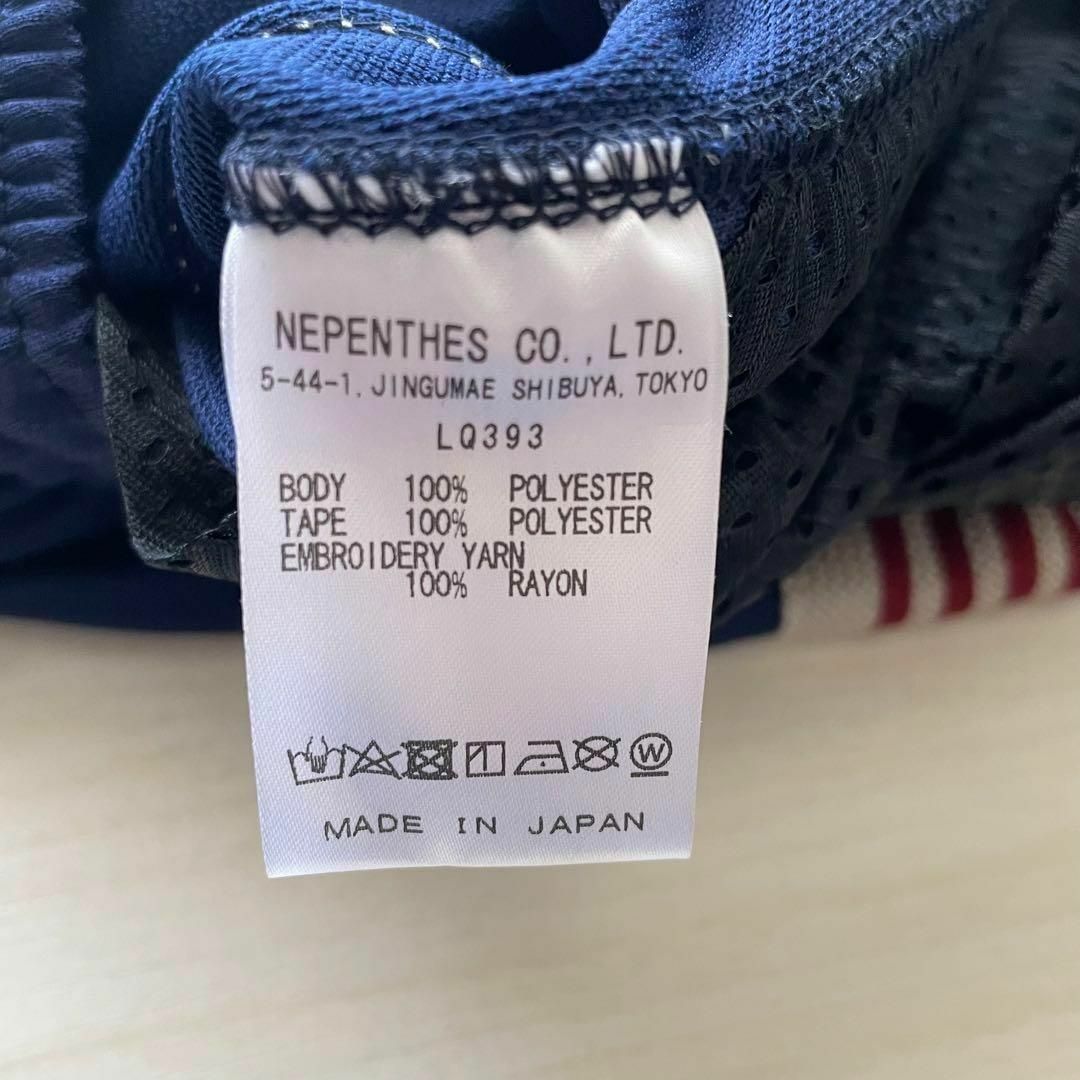 NEPENTHES CO., LTD.
5-44-1, JINGUMAE SHIBUYA, TOKYO
LQ393
BODY 100% POLYESTER
TAPE 100% POLYESTER
EMBROIDERY YARN
100% RAYON
W
MADE IN JAPAN